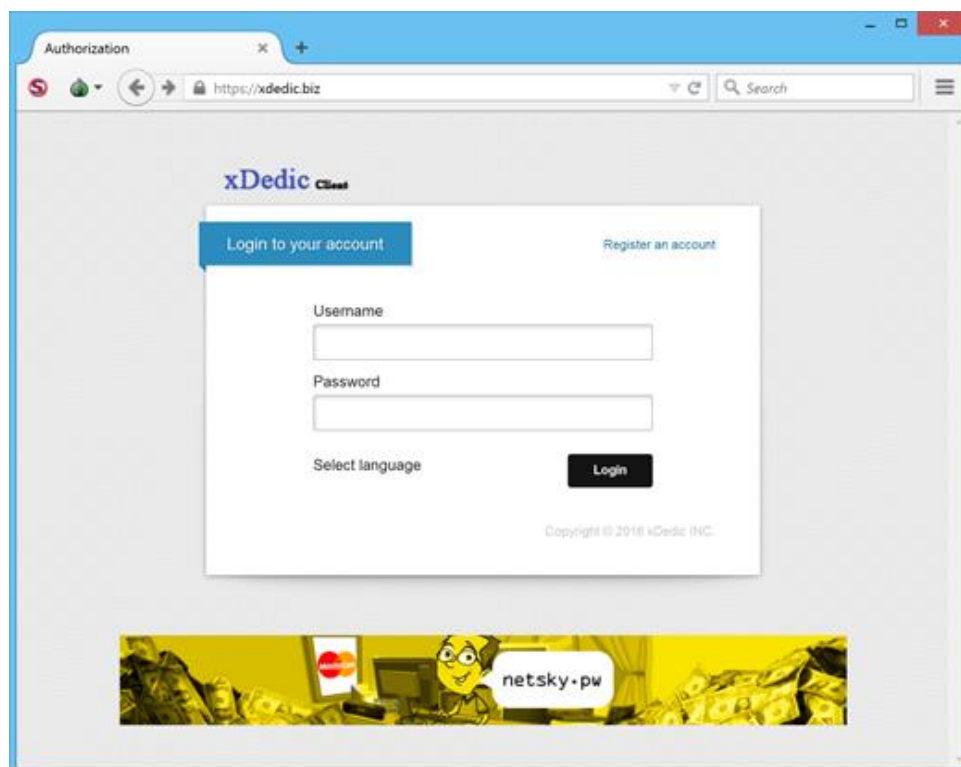 Authorization
https://xdedic.biz
Search
xDedic Client
Login to your account
Register an account
Username
Password
Select language
Login
Copyright © 2016 xDedic INC.
MasterCard
netsky.pw